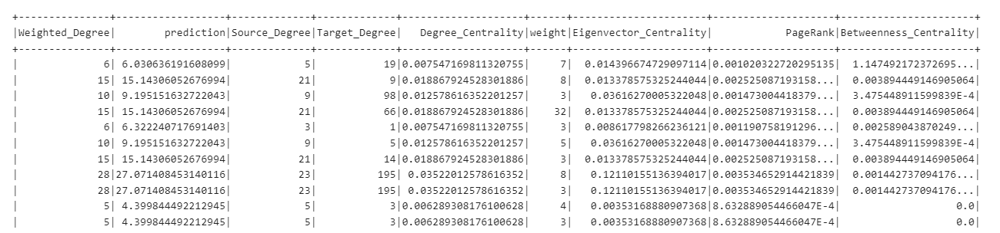 +---------------+------------------+-------------+-------------+--------------------+------+----------------------+--------------------+----------------------+
|Weighted_Degree|        prediction|Source_Degree|Target_Degree|   Degree_Centrality|weight|Eigenvector_Centrality|            PageRank|Betweenness_Centrality|
+---------------+------------------+-------------+-------------+--------------------+------+----------------------+--------------------+----------------------+
|              6| 6.030636191608099|            5|           19|0.007547169811320755|     7|  0.014396674729097114|0.001020322720295135|  1.147492172372695...|
|             15| 15.14306052676994|           21|            9|0.018867924528301886|     8|  0.013378575325244044|0.002525087193158...|  0.003894449146905064|
|             10| 9.195151632722043|            9|           98|0.012578616352201257|     3|   0.03616270005322048|0.001473004418379...|  3.475448911599839E-4|
|             15| 15.14306052676994|           21|           66|0.018867924528301886|    32|  0.013378575325244044|0.002525087193158...|  0.003894449146905064|
|              6| 6.322240717691403|            3|            1|0.007547169811320755|     3|  0.008617798266236121|0.001190758191296...|  0.002589043870249...|
|             10| 9.195151632722043|            9|            5|0.012578616352201257|     5|   0.03616270005322048|0.001473004418379...|  3.475448911599839E-4|
|             15| 15.14306052676994|           21|           14|0.018867924528301886|     3|  0.013378575325244044|0.002525087193158...|  0.003894449146905064|
|             28|27.071408453140116|           23|          195| 0.03522012578616352|     8|   0.12110155136394017|0.003534652914421839|  0.001442737094176...|
|             28|27.071408453140116|           23|          195| 0.03522012578616352|     3|   0.12110155136394017|0.003534652914421839|  0.001442737094176...|
|              5| 4.399844492212945|            5|            3|0.006289308176100628|     4|   0.00353168880907368|8.632889054466047E-4|                   0.0|
|              5| 4.399844492212945|            5|            3|0.006289308176100628|     3|   0.00353168880907368|8.632889054466047E-4|                   0.0|